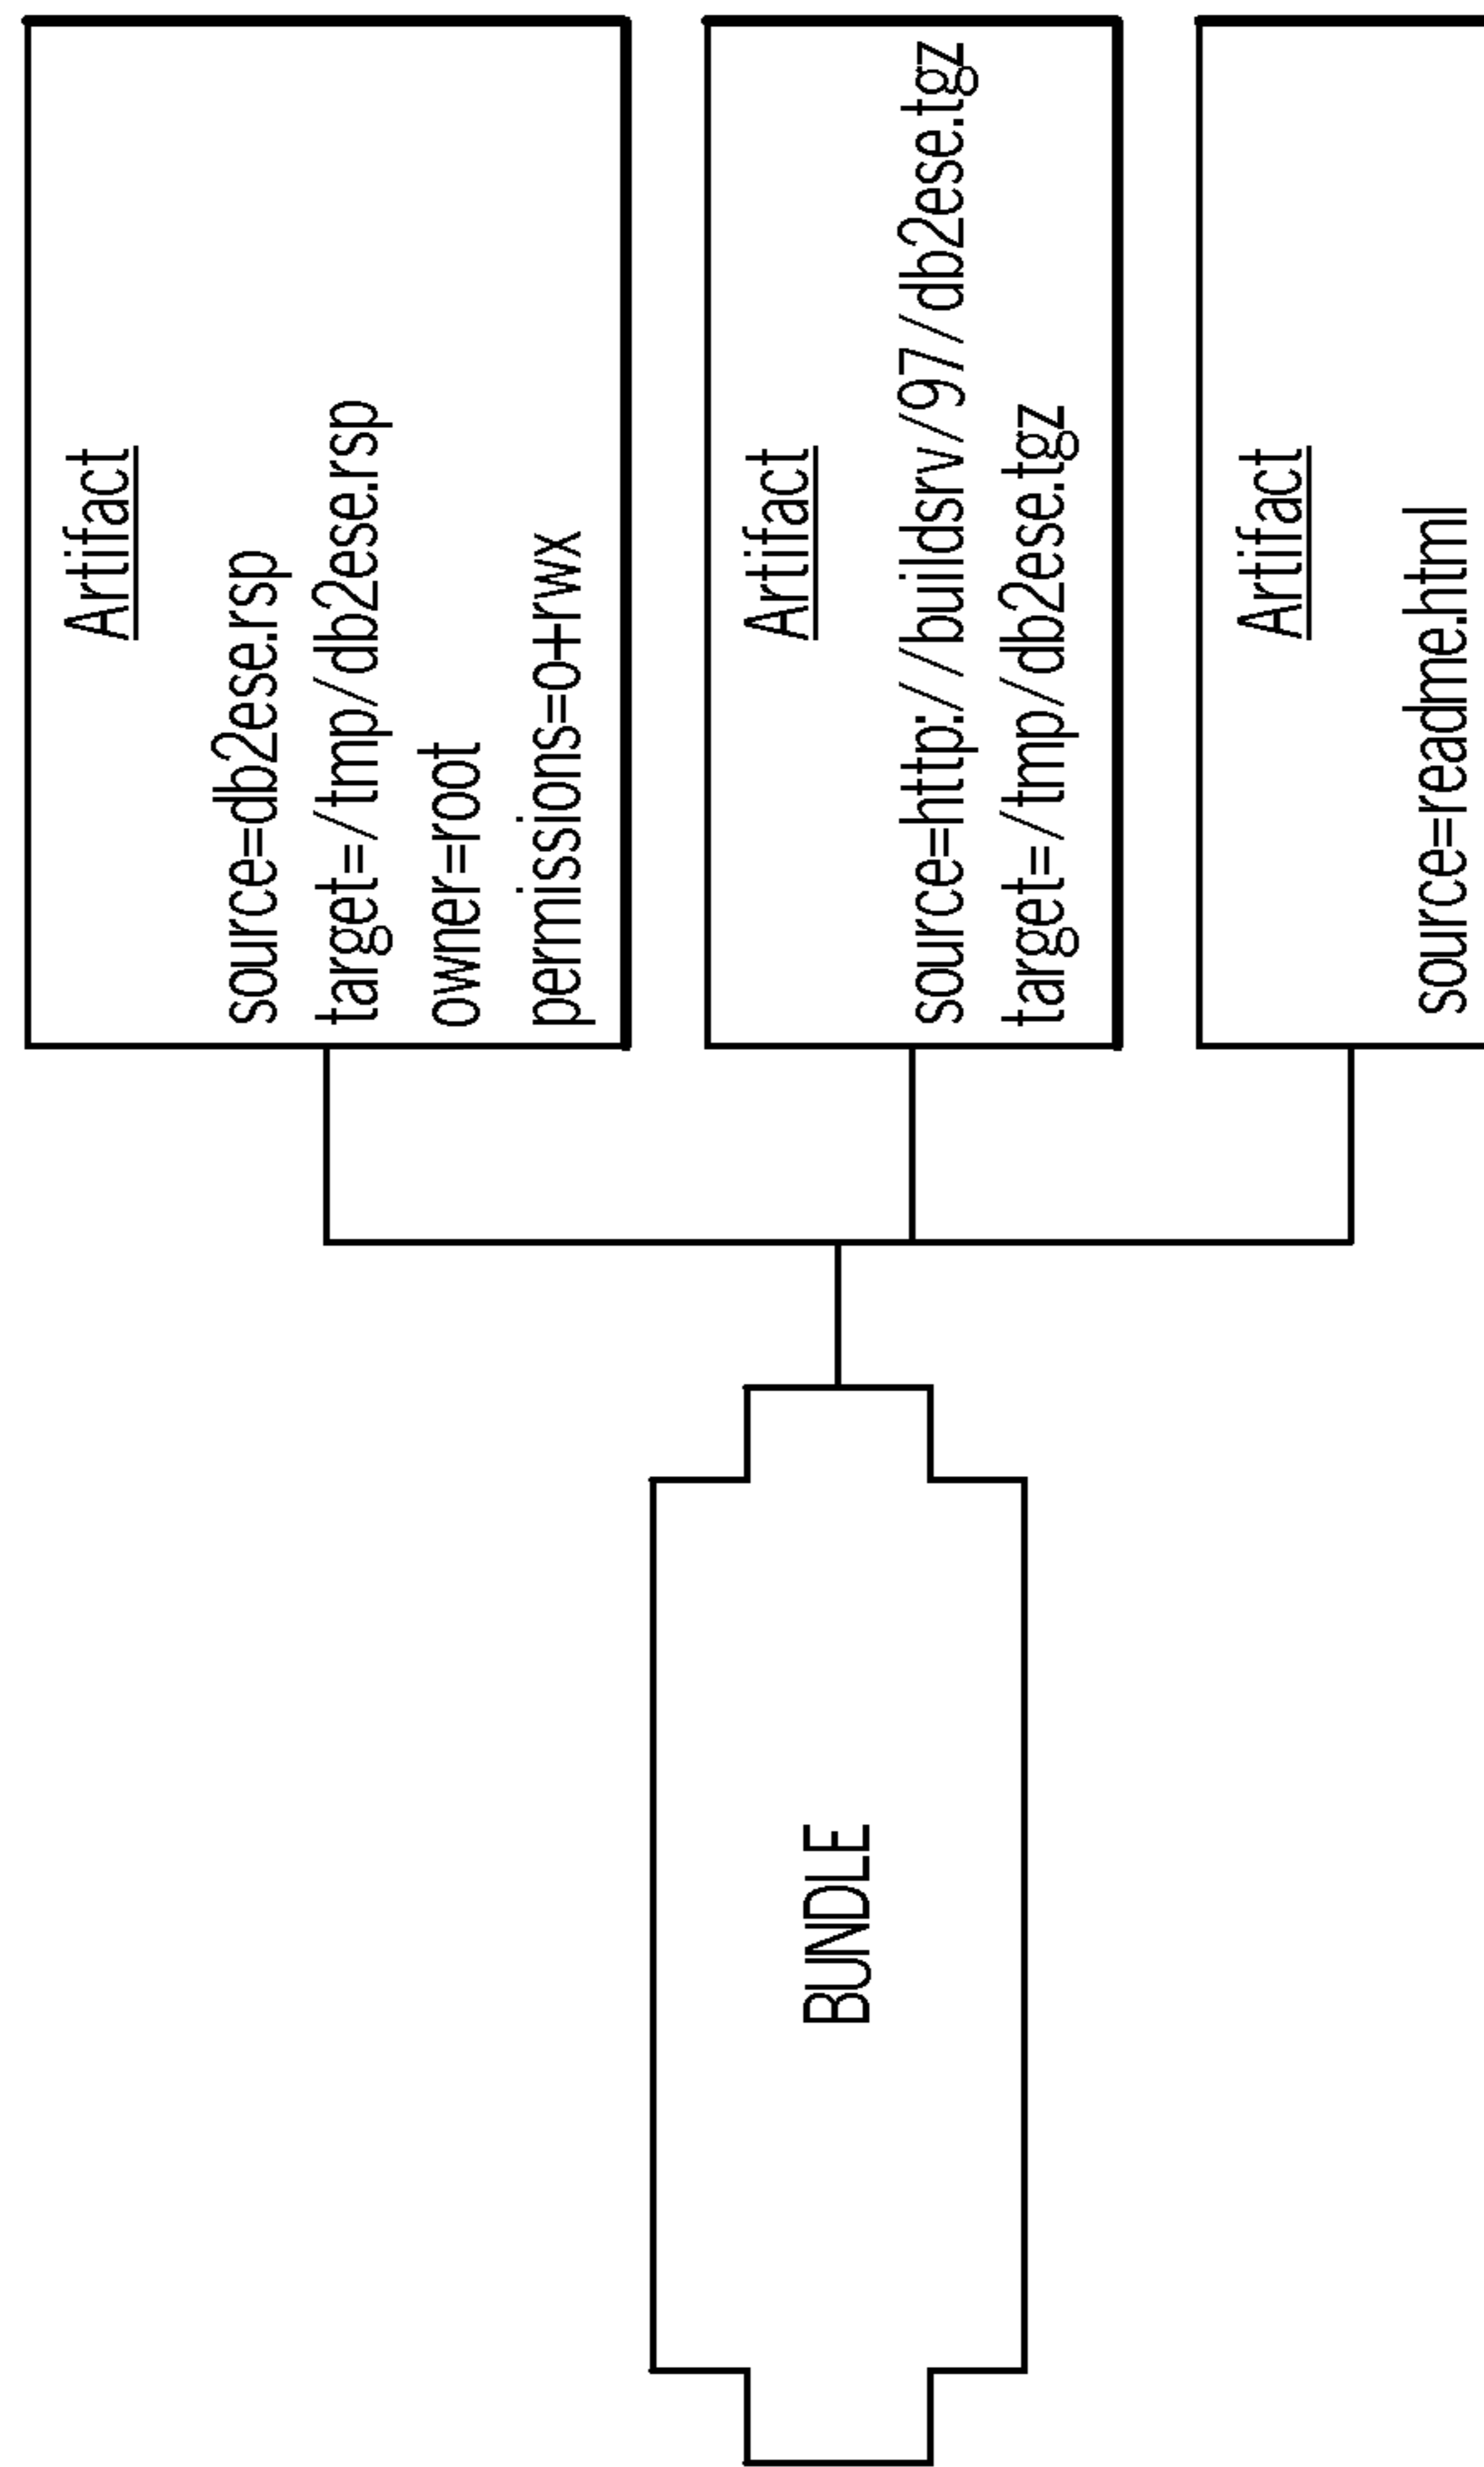 Artifact
source=db2ese.rsp
target=/tmp/db2ese.rsp
owner=root
permissions=o+rwx
BUNDLE
Artifact
source=http://buildsrv/97/db2ese.tgz
target=/tmp/db2ese.tgz
Artifact
source=readme.html